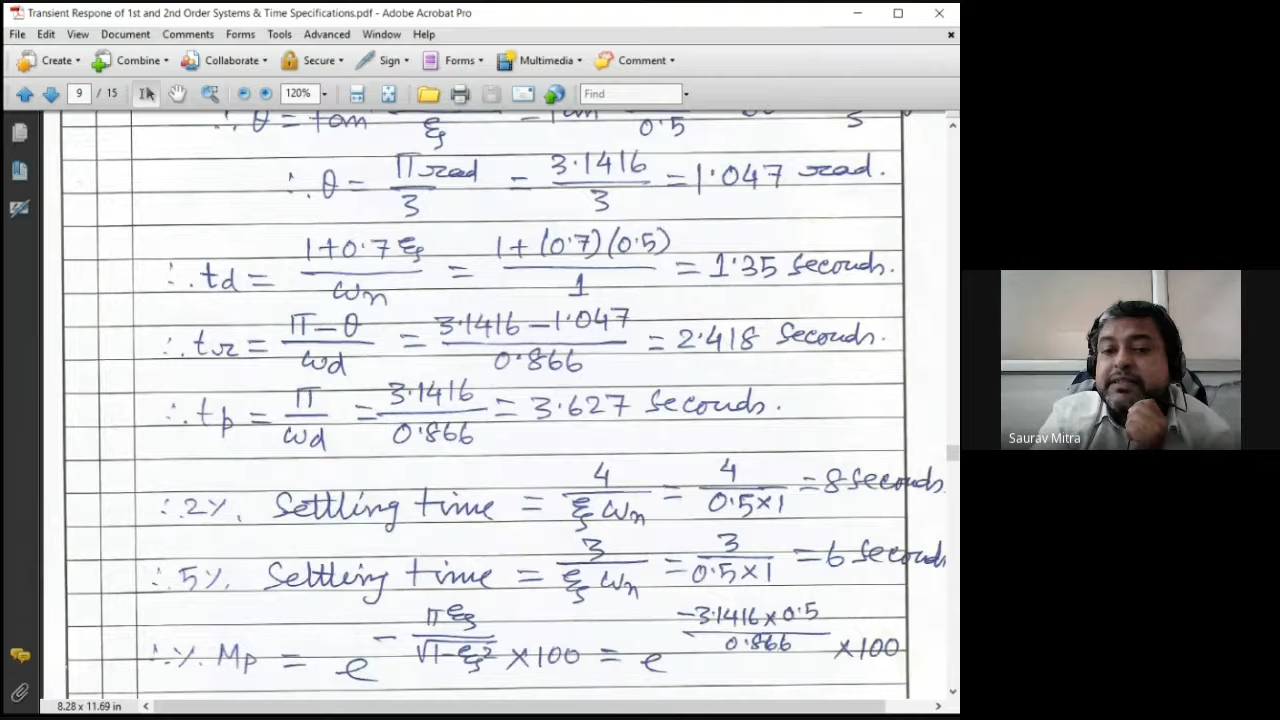 Transient Respone of 1st and 2nd Order Systems & Time Specifications.pdf - Adobe Acrobat Pro
File Edit View Document Comments Forms Tools Advanced Window Help
Create Combine Collaborate Secure Sign Forms Multimedia Comment
9 / 15 120% Find
∴ θ = π rad / 3 = 3.1416 / 3 = 1.047 rad.
∴ td = 1+0.7ξ / ωn = 1+(0.7)(0.5) / 1 = 1.35 seconds.
∴ tr = π-θ / ωd = 3.1416-1.047 / 0.866 = 2.418 seconds.
∴ tp = π / ωd = 3.1416 / 0.866 = 3.627 seconds.
∴ 2%. Settling time = 4 / ξ ωn = 4 / 0.5×1 = 8 seconds.
∴ 5%. Settling time = 3 / ξ ωn = 3 / 0.5×1 = 6 seconds
∴ %. Mp = e^(- πξ / √1-ξ²) × 100 = e^(-3.1416×0.5 / 0.866) × 100
8.28 x 11.69 in
Saurav Mitra